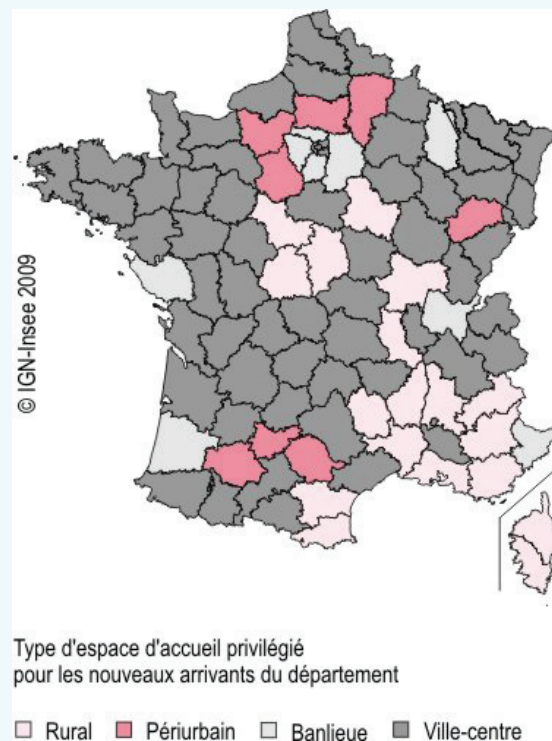 © IGN-Insee 2009
Type d'espace d'accueil privilégié
pour les nouveaux arrivants du département
Rural Périurbain Banlieue Ville-centre